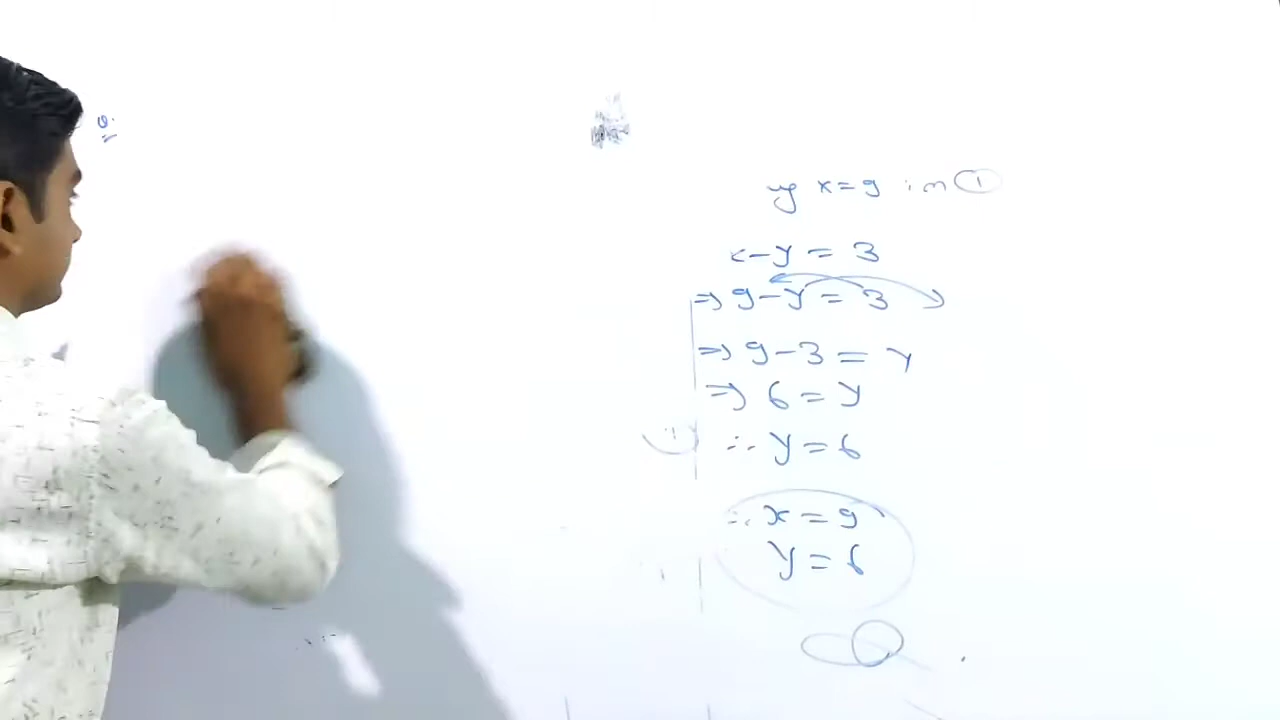 Q.
x=9 in ①
x-y = 3
⇒ 9-y = 3
⇒ 9-3 = y
⇒ 6 = y
∴ y = 6
∴ x = 9
y = 6